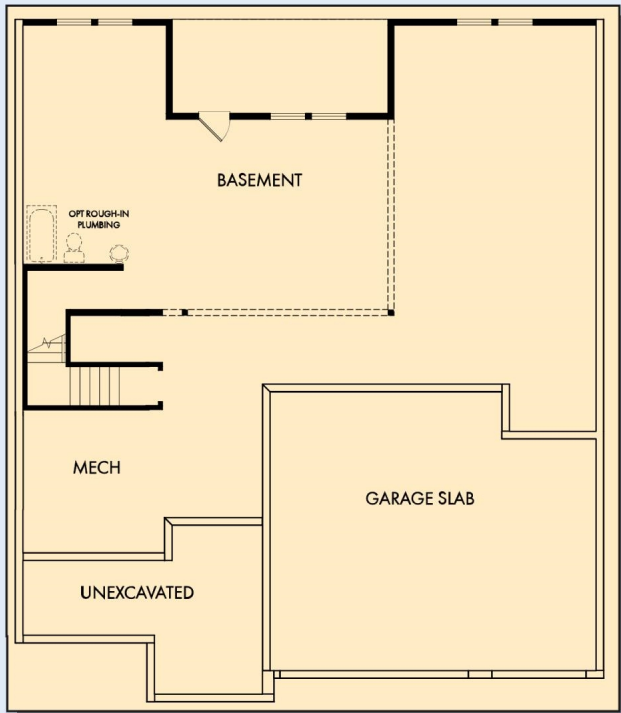 BASEMENT
OPT ROUGH-IN
PLUMBING
MECH
GARAGE SLAB
UNEXCAVATED